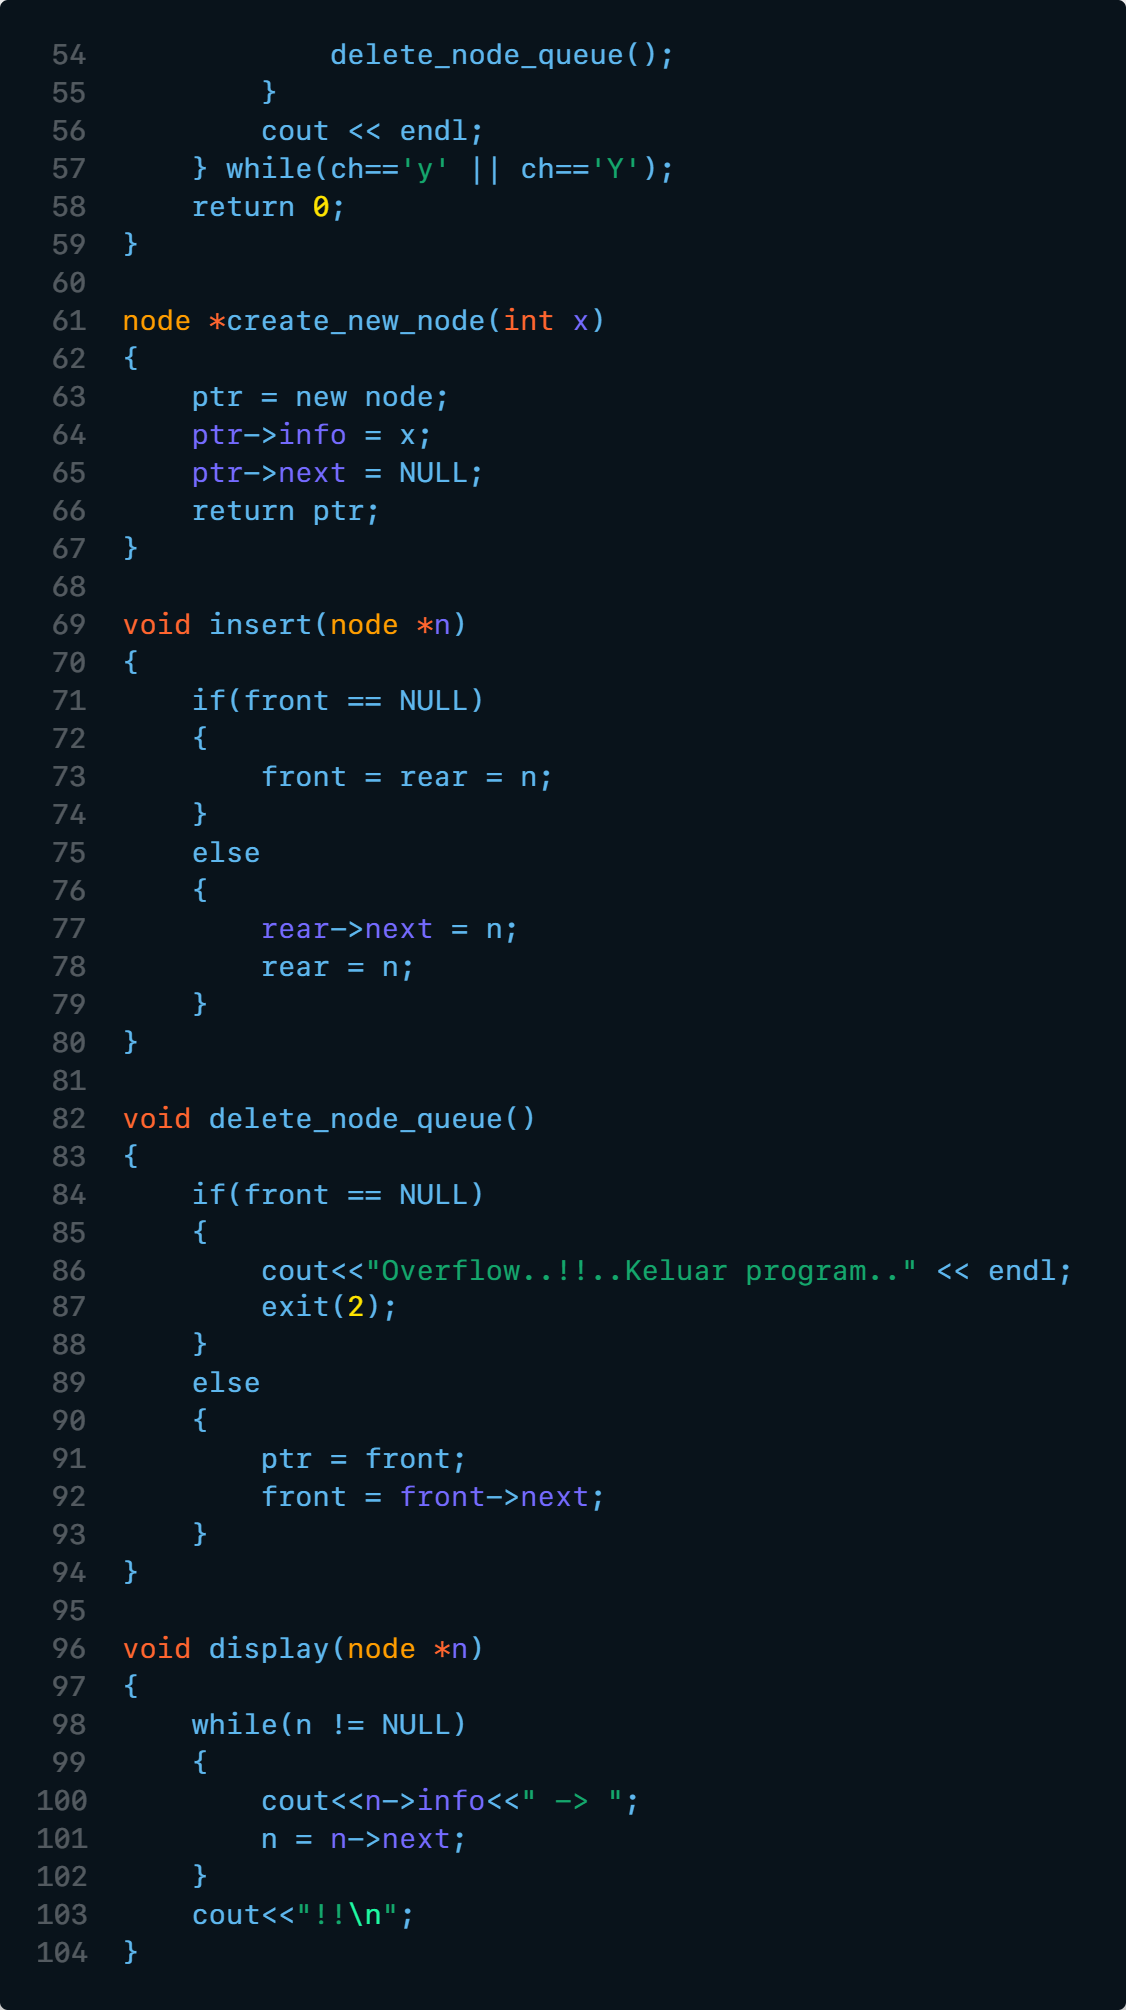 54              delete_node_queue();
55          }
56          cout << endl;
57      } while(ch=='y' || ch=='Y');
58      return 0;
59  }
60
61  node *create_new_node(int x)
62  {
63      ptr = new node;
64      ptr->info = x;
65      ptr->next = NULL;
66      return ptr;
67  }
68
69  void insert(node *n)
70  {
71      if(front == NULL)
72      {
73          front = rear = n;
74      }
75      else
76      {
77          rear->next = n;
78          rear = n;
79      }
80  }
81
82  void delete_node_queue()
83  {
84      if(front == NULL)
85      {
86          cout<<"Overflow..!!..Keluar program.." << endl;
87          exit(2);
88      }
89      else
90      {
91          ptr = front;
92          front = front->next;
93      }
94  }
95
96  void display(node *n)
97  {
98      while(n != NULL)
99      {
100         cout<<n->info<<" -> ";
101         n = n->next;
102     }
103     cout<<"!!\n";
104 }